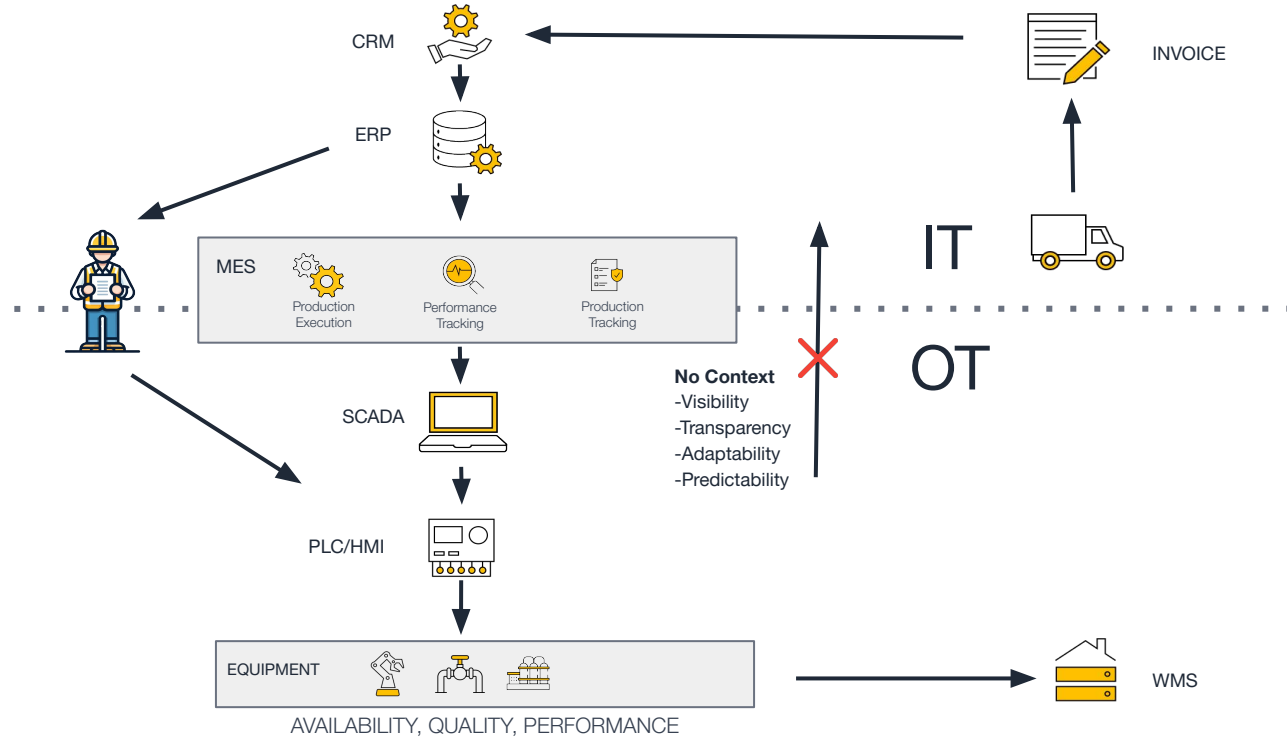 CRM
INVOICE
ERP
IT
MES
Production
Execution
Performance
Tracking
Production
Tracking
OT
No Context
-Visibility
-Transparency
-Adaptability
-Predictability
SCADA
PLC/HMI
EQUIPMENT
WMS
AVAILABILITY, QUALITY, PERFORMANCE